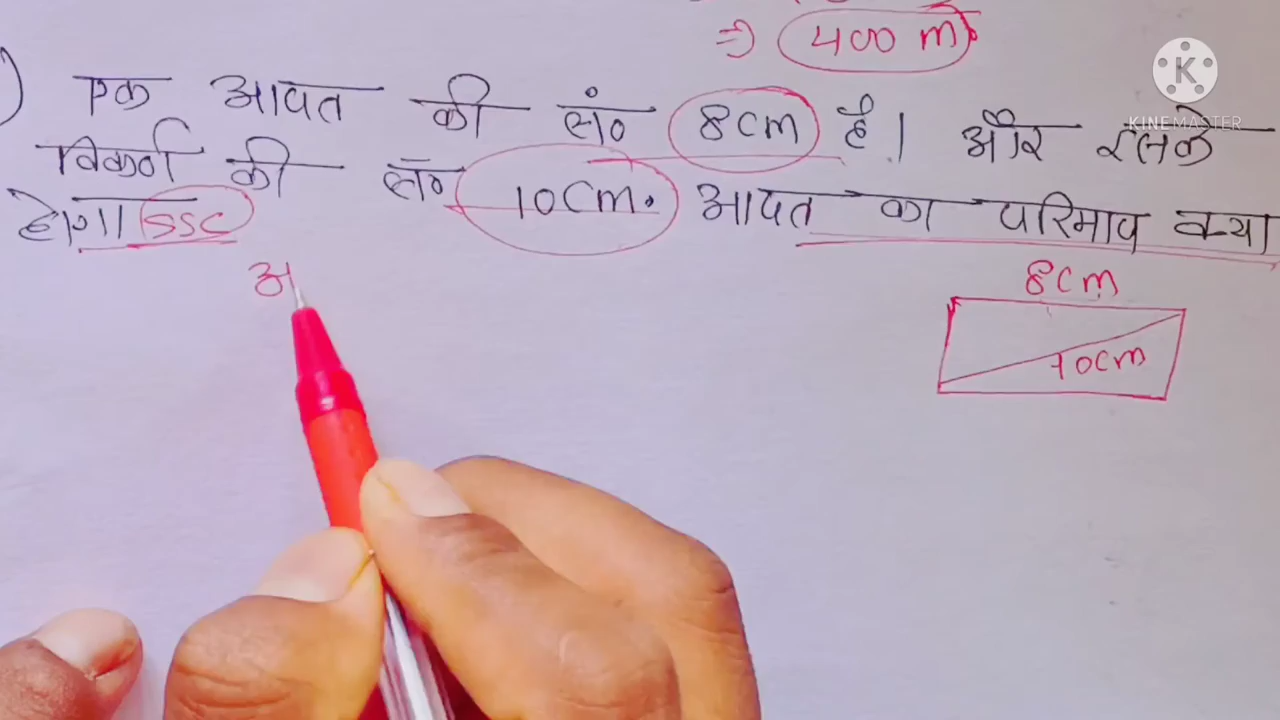 ⇒ 400 m
एक आयत की लं० 8cm है। और इसके
विकर्ण की लं० 10cm. आयत का परिमाप क्या
होगा SSC
अ
8cm
10cm
K
KINEMASTER